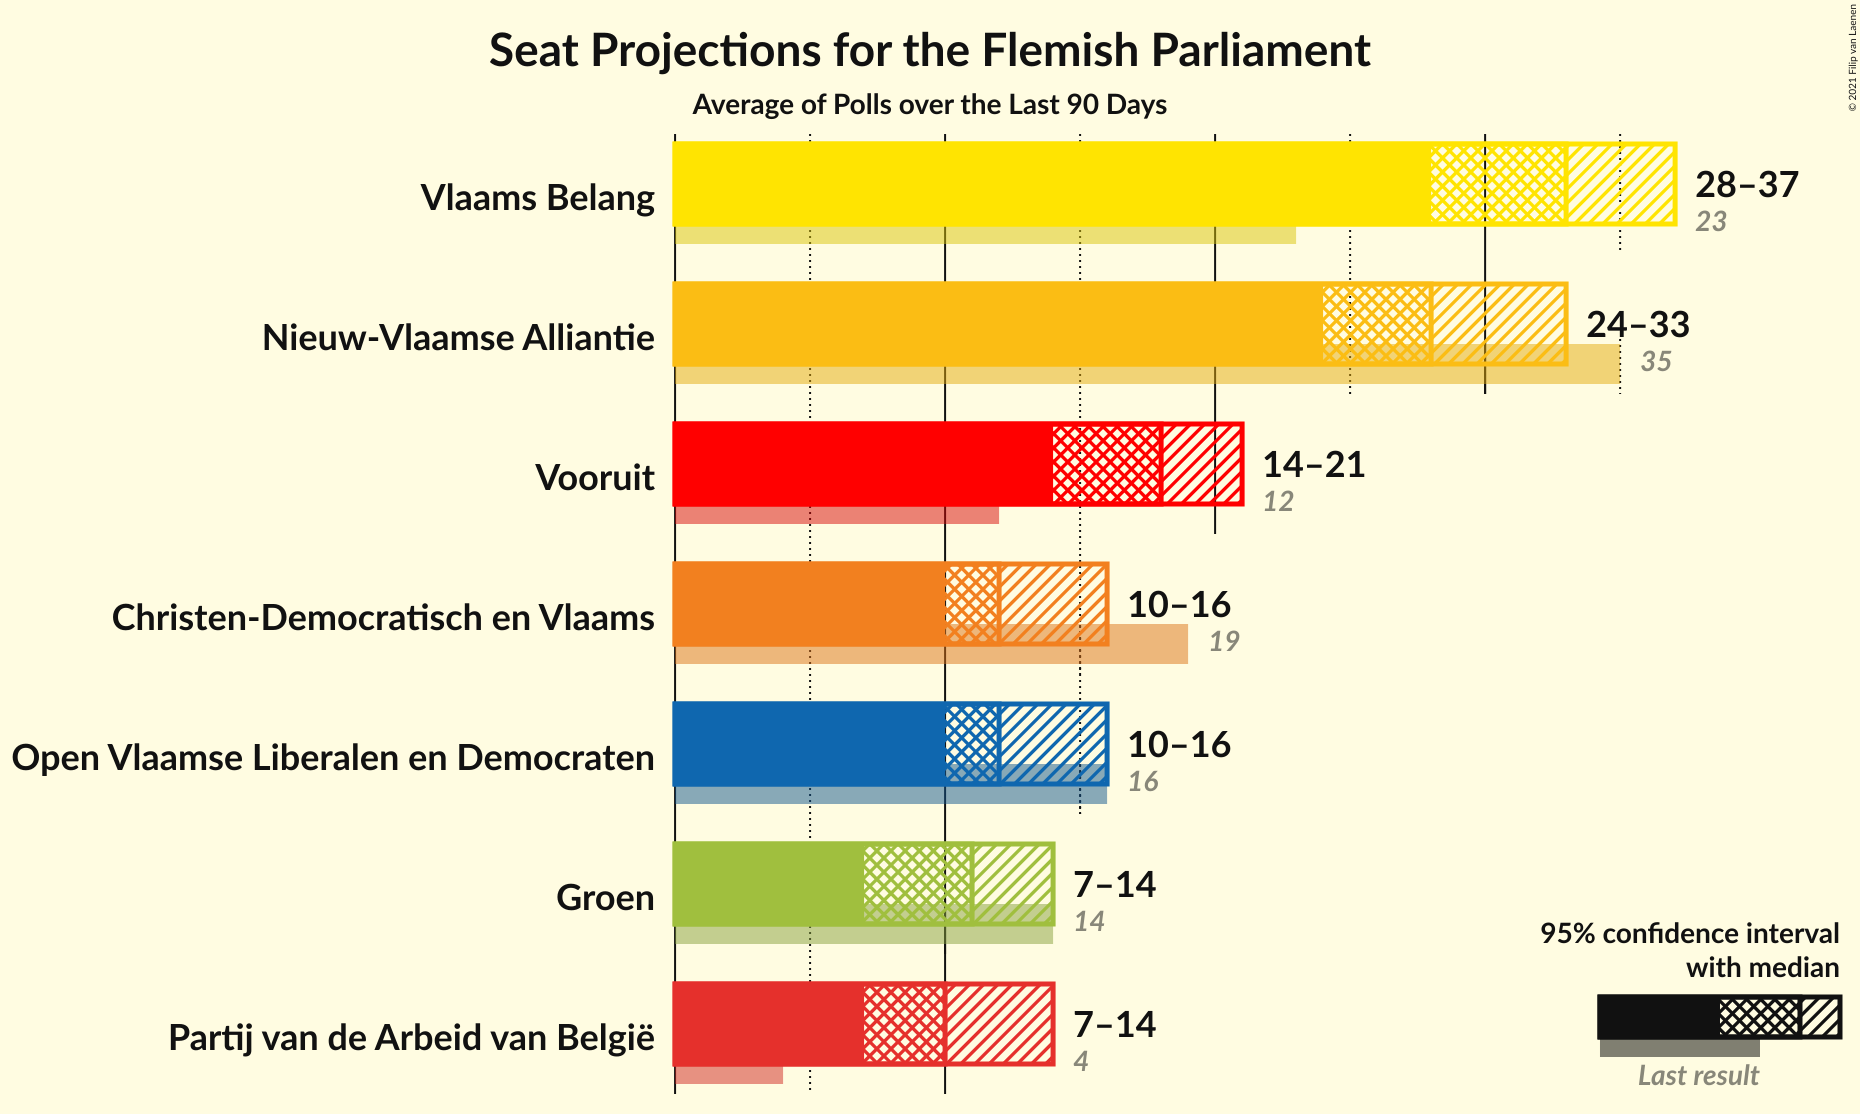 Seat Projections for the Flemish Parliament
Average of Polls over the Last 90 Days
© 2021 Filip van Laenen
Vlaams Belang
28–37
23
Nieuw-Vlaamse Alliantie
24–33
35
Vooruit
14–21
12
Christen-Democratisch en Vlaams
10–16
19
Open Vlaamse Liberalen en Democraten
10–16
16
Groen
7–14
14
Partij van de Arbeid van België
7–14
4
95% confidence interval
with median
Last result